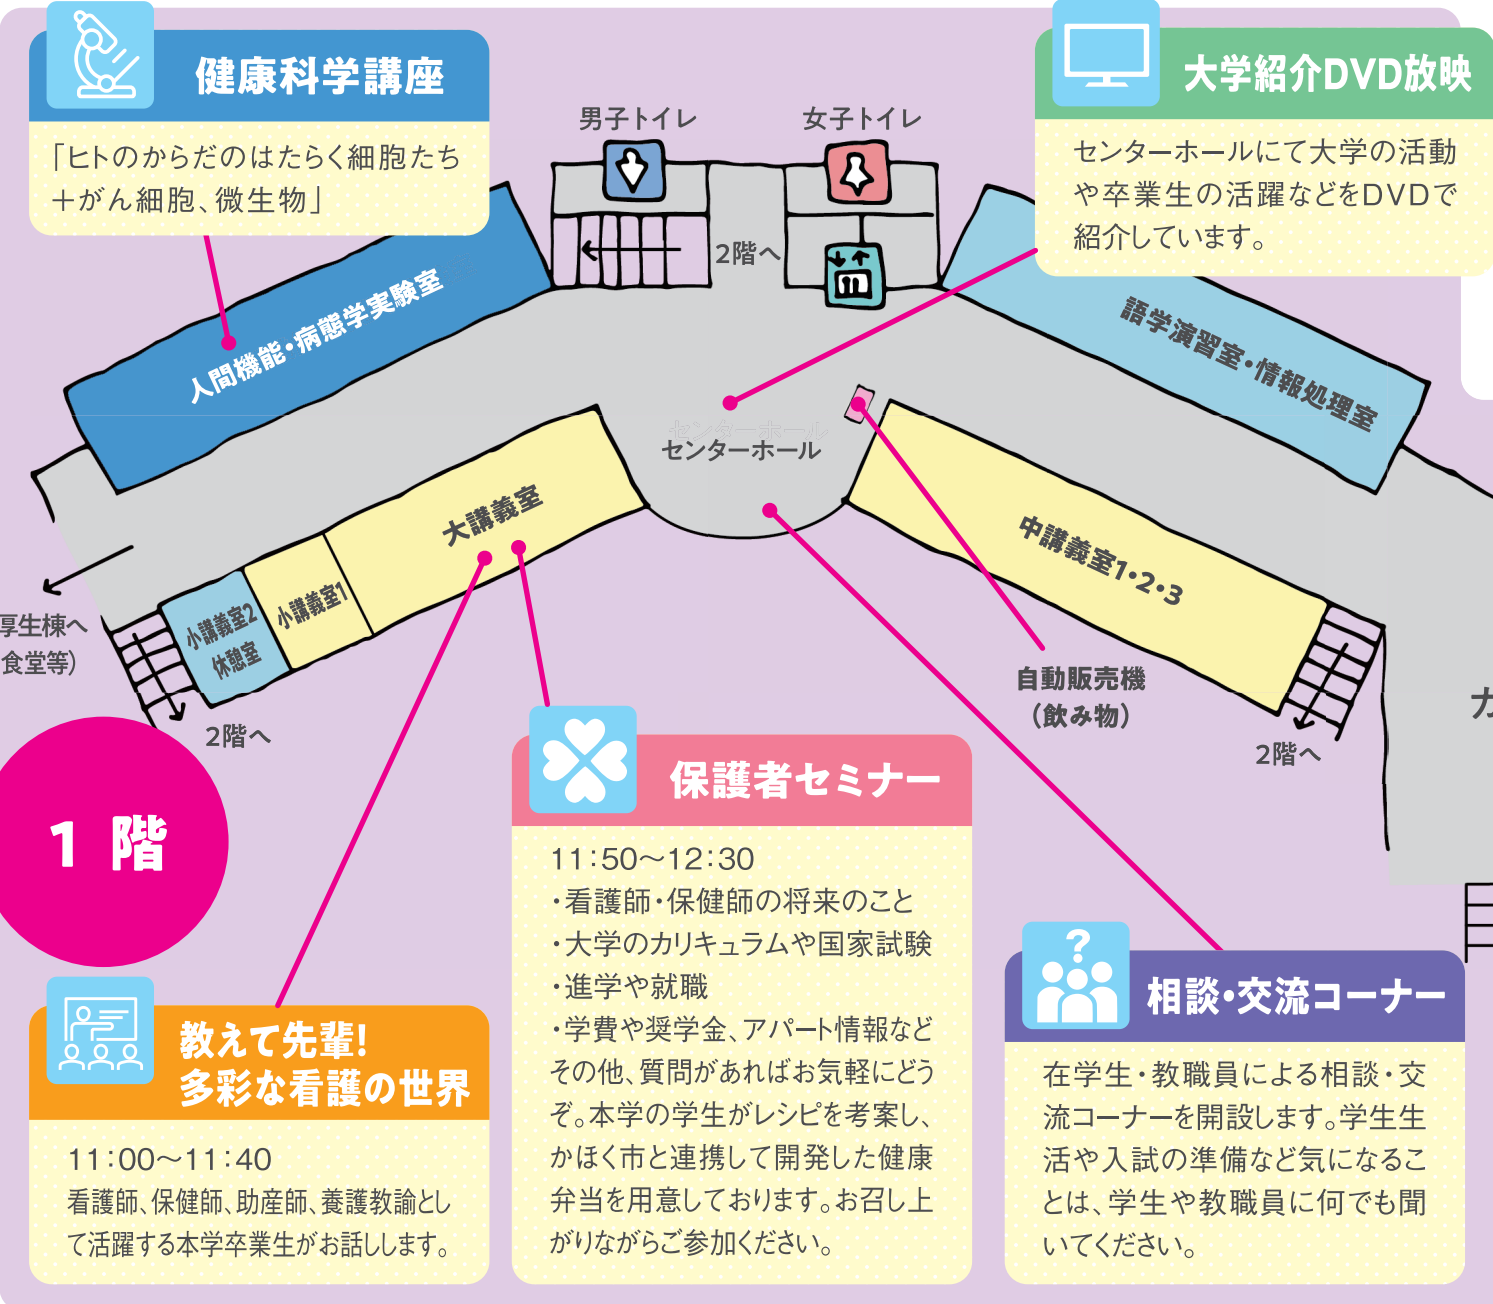 健康科学講座
「ヒトのからだのはたらく細胞たち
＋がん細胞、微生物」
男子トイレ
女子トイレ
大学紹介DVD放映
センターホールにて大学の活動
や卒業生の活躍などをDVDで
紹介しています。
2階へ
人間機能・病態学実験室
語学演習室・情報処理室
センターホール
大講義室
中講義室1・2・3
小講義室1
小講義室2
休憩室
厚生棟へ
食堂等）
2階へ
自動販売機
（飲み物）
2階へ
1 階
保護者セミナー
11：50～12：30
・看護師・保健師の将来のこと
・大学のカリキュラムや国家試験
・進学や就職
・学費や奨学金、アパート情報など
その他、質問があればお気軽にどう
ぞ。本学の学生がレシピを考案し、
かほく市と連携して開発した健康
弁当を用意しております。お召し上
がりながらご参加ください。
教えて先輩!
多彩な看護の世界
11：00～11：40
看護師、保健師、助産師、養護教諭とし
て活躍する本学卒業生がお話しします。
?
相談・交流コーナー
在学生・教職員による相談・交
流コーナーを開設します。学生生
活や入試の準備など気になるこ
とは、学生や教職員に何でも聞
いてください。